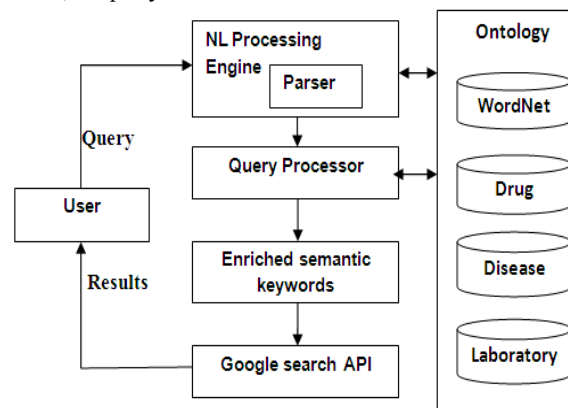 NL Processing
Engine
Parser
Query
Query Processor
User
Enriched semantic
keywords
Results
Google search API
Ontology
WordNet
Drug
Disease
Laboratory